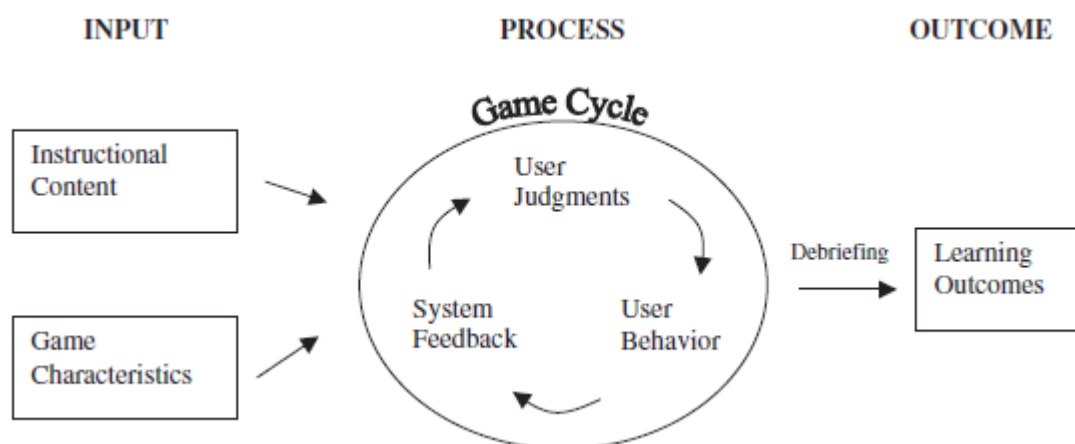 INPUT PROCESS OUTCOME
Game Cycle
Instructional
Content
User
Judgments
Debriefing
Learning
Outcomes
System
Feedback
User
Behavior
Game
Characteristics